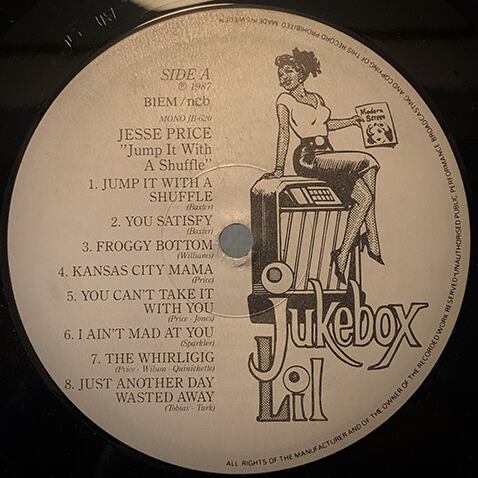 SIDE A
℗ 1987
BIEM/ncb
MONO JB-620
JESSE PRICE
"Jump It With
A Shuffle"
1. JUMP IT WITH A
SHUFFLE
(Baxter)
2. YOU SATISFY
(Baxter)
3. FROGGY BOTTOM
(Williams)
4. KANSAS CITY MAMA
(Price)
5. YOU CAN'T TAKE IT
WITH YOU
(Price - Jones)
6. I AIN'T MAD AT YOU
(Sparkler)
7. THE WHIRLIGIG
(Price - Wilson - Quinichette)
8. JUST ANOTHER DAY
WASTED AWAY
(Tobias - Turk)
Modern
Jukebox
Lil
ALL RIGHTS OF THE MANUFACTURER AND OF THE OWNER OF THE RECORDED WORK RESERVED·UNAUTHORISED PUBLIC PERFORMANCE BROADCASTING AND COPYING OF THIS RECORD PROHIBITED. MADE IN SWEDEN